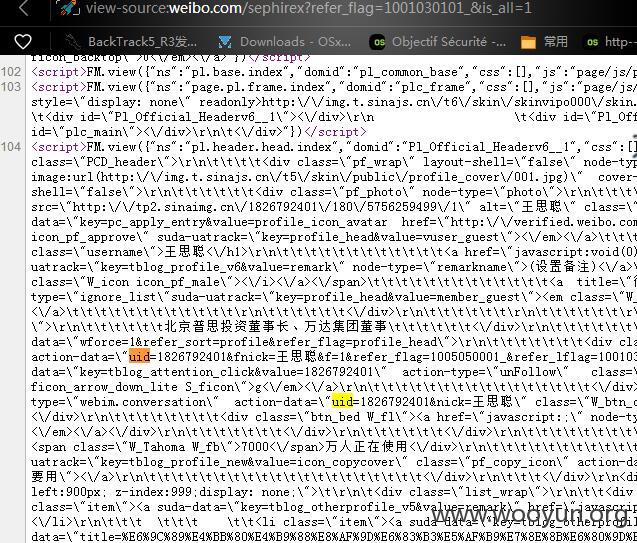 view-source:weibo.com/sephirex?refer_flag=1001030101_&is_all=1
BackTrack5_R3发... Downloads - OSx... Objectif Sécurité -... 常用 http--
ficon_backtop\">0<\/em><\/a>
102 <script>FM.view({"ns":"pl.base.index","domid":"pl_common_base","css":[],"js":"page/js/p
103 <script>FM.view({"ns":"page.pl.frame.index","domid":"plc_frame","css":[],"js":"page/js/
style=\"display: none\" readonly>http:\/\/img.t.sinajs.cn\/t6\/skin\/skinvipo000\/skin.
\t<div id=\"Pl_Official_Headerv6__1\"><\/div>\r\n \t<div id=\"Pl_Of
id=\"plc_main\"><\/div>\r\n\t<\/div>"})</script>
104 <script>FM.view({"ns":"pl.header.head.index","domid":"Pl_Official_Headerv6__1","css":[]
class=\"PCD_header\">\r\n\t\t\t\t<div class=\"pf_wrap\" layout-shell=\"false\" node-typ
image:url(http:\/\/img.t.sinajs.cn\/t5\/skin\/public\/profile_cover\/001.jpg)\" cover-
shell=\"false\">\r\n\t\t\t\t\t\t<div class=\"pf_photo\" node-type=\"photo\">\r\n\t\t\t\
src=\"http:\/\/tp2.sinaimg.cn\/1826792401\/180\/5756259499\/1\" alt=\"王思聪\" class=\"
data=\"key=pc_apply_entry&value=profile_icon_avatar href=\"http:\/\/verified.weibo.com
icon_pf_approve\" suda-uatrack=\"key=profile_head&value=vuser_guest\"><\/em><\/a>\t\t\t
class=\"username\">王思聪<\/h1>\r\n\t\t\t\t\t\t\t\t<a href=\"javascript:void(0)
uatrack=\"key=tblog_profile_v6&value=remark\" node-type=\"remarkname\">(设置备注)<\/a>\
class=\"W_icon icon_pf_male\"><\/i><\/a><\/span>\t\t\t\t\t\t\t\t\t\t\t<a title=\"
type=\"ignore_list\"suda-uatrack=\"key=profile_head&value=member_guest\"><em class=\"W_
\r\n\t\t\t\t\t\t\t\t\t\t\t\t\t\t\t\t\t\t\t\t\t
\">\r\n\t\t\t\t\t\t\t北京普思投资董事长、万达集团董事\t\t\t\t\t\t<\/div>\r\n\t\t\t\t\t\t
data=\"wforce=1&refer_sort=profile&refer_flag=profile_head\">\r\n\t\t\t\t\t\t\t\t<div cl
action-data=\"uid=1826792401&fnick=王思聪&f=1&refer_flag=1005050001_&refer_lflag=100103
data=\"key=tblog_attention_click&value=1826792401\" action-type=\"unFollow\" class=
ficon_arrow_down_lite S_ficon\">g<\/em><\/a>\r\n\t\t\t\t\t\t\t\t\t\t\t\t<\/div>
type=\"webim.conversation\" action-data=\"uid=1826792401&nick=王思聪\" class=\"W_btn_c
<\/div>\r\n\t\t\t\t\t\t\t\t<div class=\"btn_bed W_fl\"><a href=\"javascript:;\" node-ty
<\/em><\/a><\/div>\r\n\t\t\t\t\t\t\t\t<\/div>\r\n\t\t\t\t\t\t\t\t<\/div>\r\n\t\t\t
<span class=\"W_Tahoma W_fb\">7000<\/span>万人正在使用<\/div>\r\n\t\t\t\t\t\t\t\t
uatrack=\"key=tblog_profile_new&value=icon_copycover\" class=\"pf_copy_icon\" action-da
要用\"><\/a><\/div>\r\n\t\t\t\t\t\t\t\t\t\t\t\t\t\t<\/div>\r\n\t\t\t\t\t\t<di
left:900px; z-index:999;display: none;\">\t\r\n\t\t<div class=\"list_wrap\">\r\n\t\t\t
class=\"item\"><a suda-data=\"key=tblog_otherprofile_v5&value=remark\" href=\"javascrip
<\/li>\r\n\t\t\t \t\t \t\t<li class=\"item\"><a suda-data=\"key=tblog_otherprof
data=\"title=%E6%9C%89%E4%BB%80%E4%B9%88%E8%AF%9D%E6%83%B3%E5%AF%B9%E7%8E%8B%E6%80%9D
www.wooyun.org